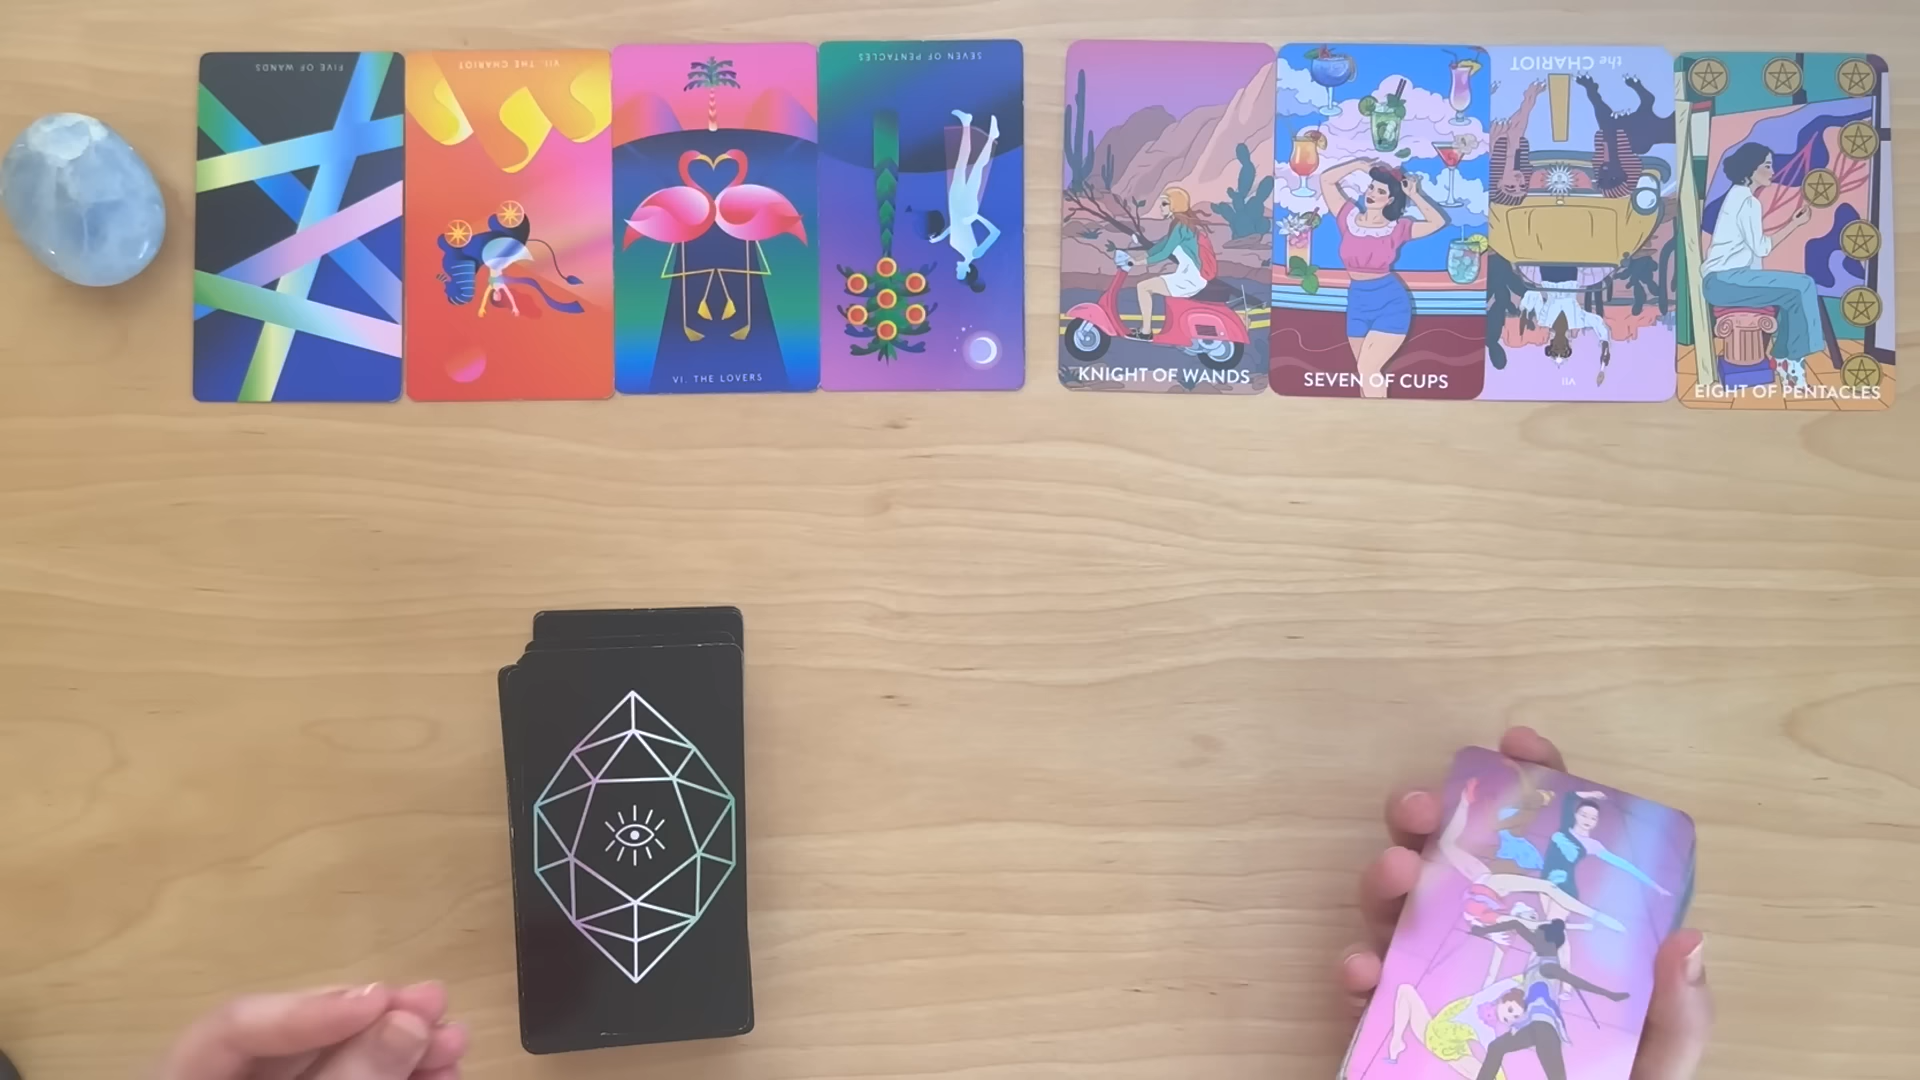 FIVE OF WANDS
VII. THE CHARIOT
VI. THE LOVERS
SEVEN OF PENTACLES
KNIGHT OF WANDS
SEVEN OF CUPS
the CHARIOT
VII
EIGHT OF PENTACLES